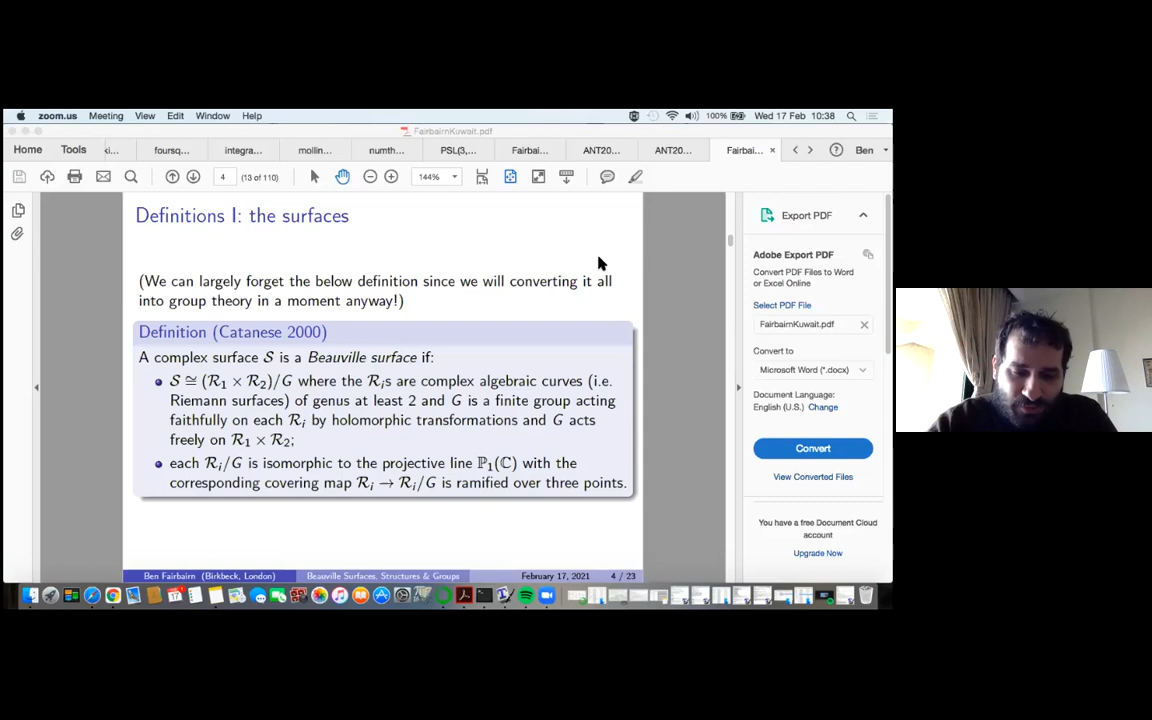 zoom.us Meeting View Edit Window Help 100% Wed 17 Feb 10:38
FairbairnKuwait.pdf
Home Tools ki... foursq... integra... mollin... numth... PSL(3,... Fairbai... ANT20... ANT20... Fairbai... × Ben
4 (13 of 110) 144%
Definitions I: the surfaces
(We can largely forget the below definition since we will converting it all
into group theory in a moment anyway!)
Definition (Catanese 2000)
A complex surface S is a Beauville surface if:
S ≅ (R₁ × R₂)/G where the Rᵢs are complex algebraic curves (i.e.
Riemann surfaces) of genus at least 2 and G is a finite group acting
faithfully on each Rᵢ by holomorphic transformations and G acts
freely on R₁ × R₂;
each Rᵢ/G is isomorphic to the projective line ℙ₁(ℂ) with the
corresponding covering map Rᵢ → Rᵢ/G is ramified over three points.
Ben Fairbairn (Birkbeck, London) Beauville Surfaces, Structures & Groups February 17, 2021 4 / 23
Export PDF
Adobe Export PDF
Convert PDF Files to Word
or Excel Online
Select PDF File
FairbairnKuwait.pdf
Convert to
Microsoft Word (*.docx)
Document Language:
English (U.S.) Change
Convert
View Converted Files
You have a free Document Cloud
account
Upgrade Now